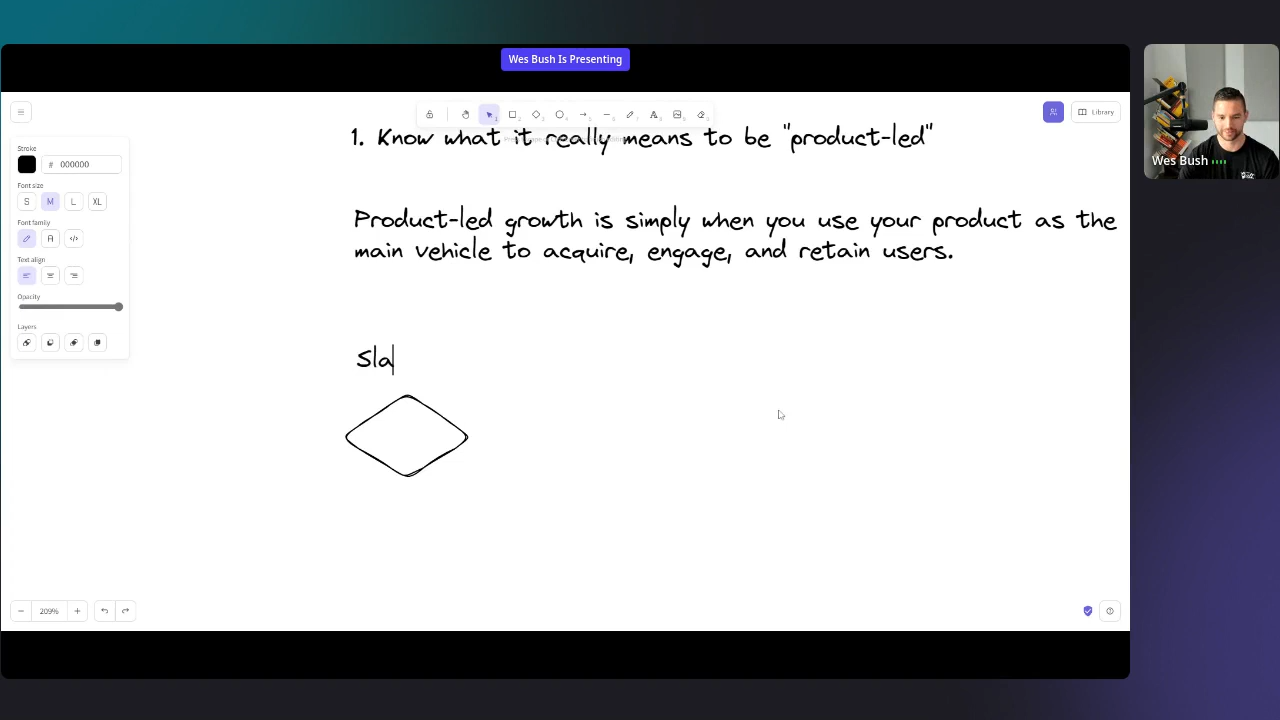 Wes Bush Is Presenting
Library
1. Know what it really means to be "product-led"
Stroke
# 000000
Font size
S M L XL
Font family
A </>
Text align
Opacity
Layers
Product-led growth is simply when you use your product as the
main vehicle to acquire, engage, and retain users.
Sla
209%
Wes Bush